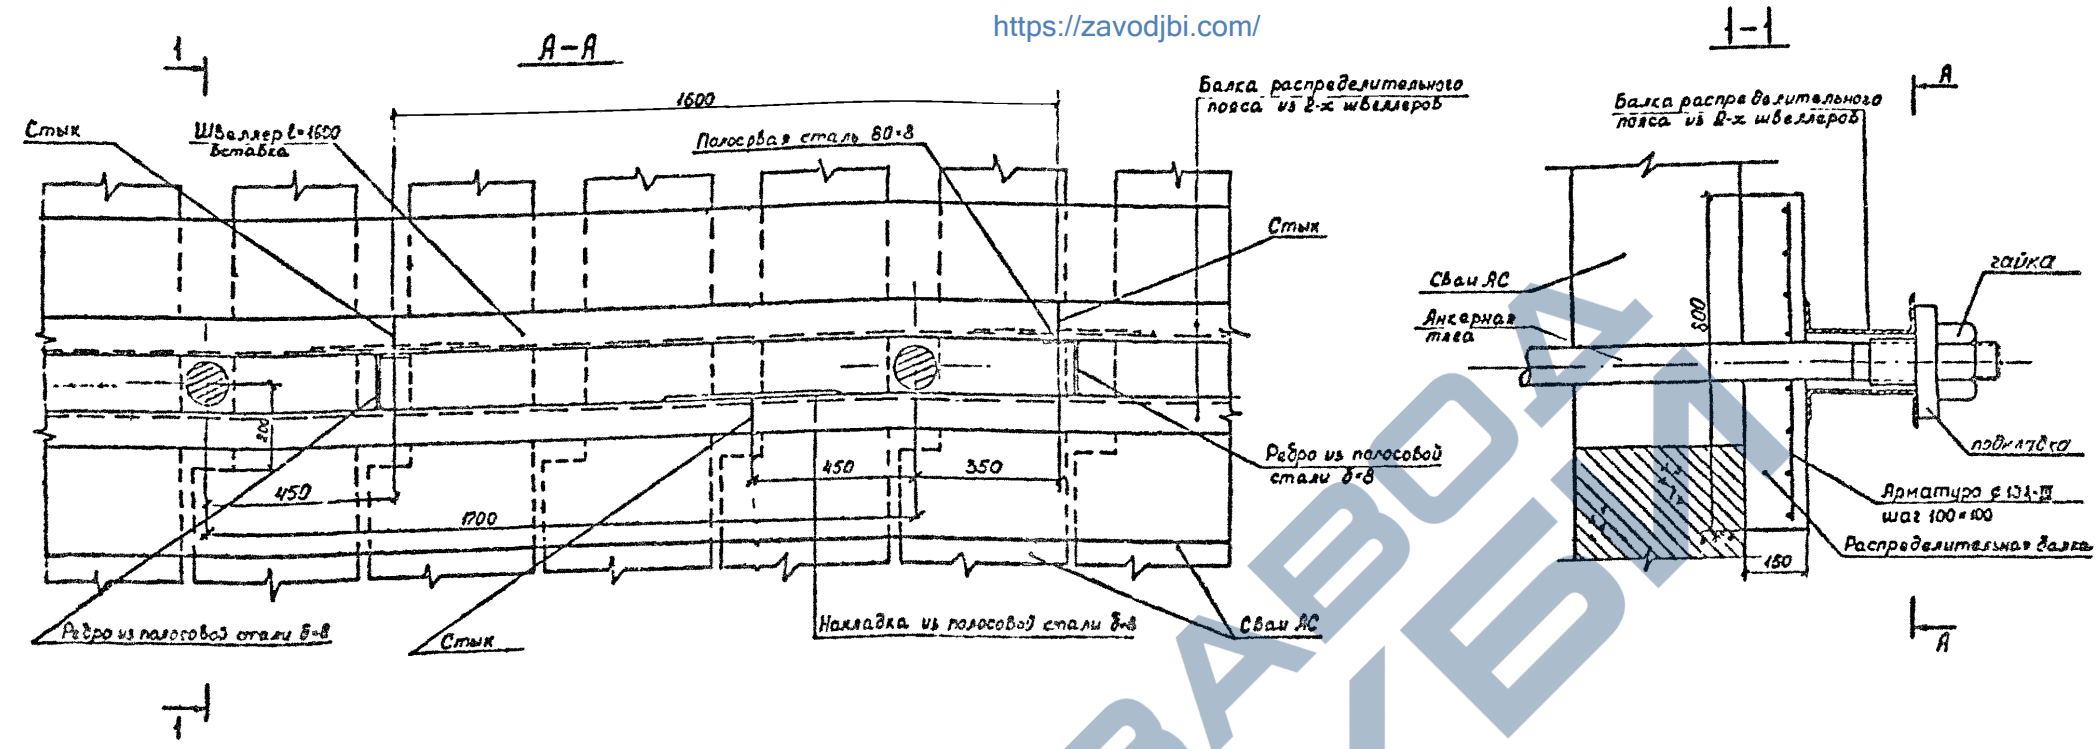 https://zavodjbi.com/
1
А-А
1-1
1600
Стык
Швеллер ℓ=1600
вставка
Полосовая сталь 80×8
Балка распределительного
пояса из 2-х швеллеров
Стык
200
450
1700
450
350
Ребро из полосовой
стали δ=8
Ребро из полосовой стали δ=8
Стык
Накладка из полосовой стали δ=8
Сваи АС
1
А
Балка распределительного
пояса из 2-х швеллеров
Сваи АС
Анкерная
тяга
800
гайка
подкладка
Арматура
шаг 100×100
Распределительная балка
150
А
ЗАВОД
ЖБИ